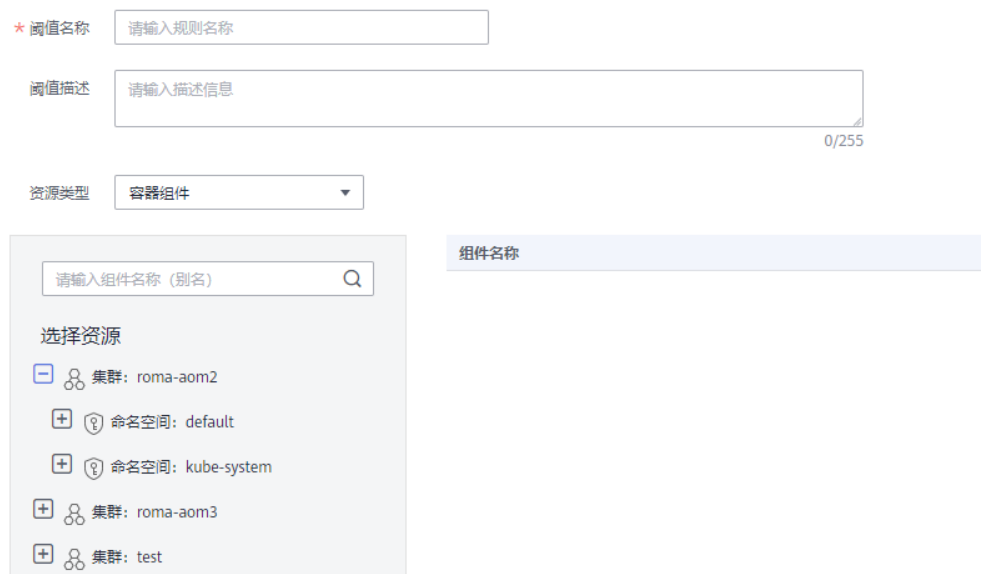 * 阈值名称 请输入规则名称
阈值描述 请输入描述信息
0/255
资源类型 容器组件
组件名称
请输入组件名称（别名）
选择资源
集群：roma-aom2
命名空间：default
命名空间：kube-system
集群：roma-aom3
集群：test